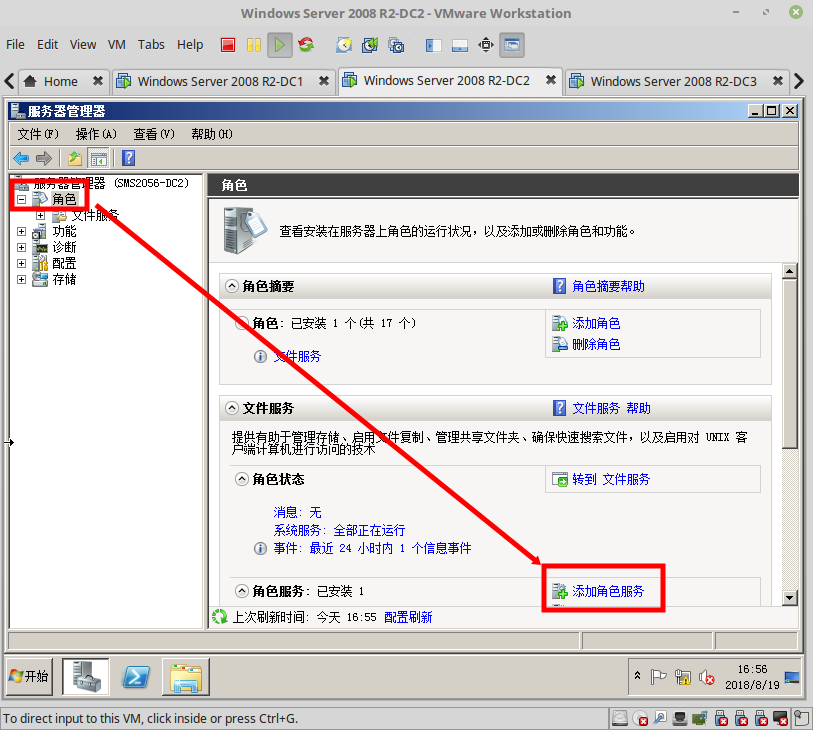 Windows Server 2008 R2-DC2 - VMware Workstation
File Edit View VM Tabs Help
Home Windows Server 2008 R2-DC1 Windows Server 2008 R2-DC2 Windows Server 2008 R2-DC3
服务器管理器
文件(F) 操作(A) 查看(V) 帮助(H)
服务器管理器 (SMS2056-DC2)
角色
文件服务
功能
诊断
配置
存储
角色
查看安装在服务器上角色的运行状况，以及添加或删除角色和功能。
角色摘要 角色摘要帮助
角色: 已安装 1 个(共 17 个) 添加角色
删除角色
文件服务
文件服务 文件服务 帮助
提供有助于管理存储、启用文件复制、管理共享文件夹、确保快速搜索文件，以及启用对 UNIX 客
户端计算机进行访问的技术
角色状态 转到 文件服务
消息: 无
系统服务: 全部正在运行
事件: 最近 24 小时内 1 个信息事件
角色服务: 已安装 1 添加角色服务
上次刷新时间: 今天 16:55 配置刷新
开始
16:56
2018/8/19
To direct input to this VM, click inside or press Ctrl+G.